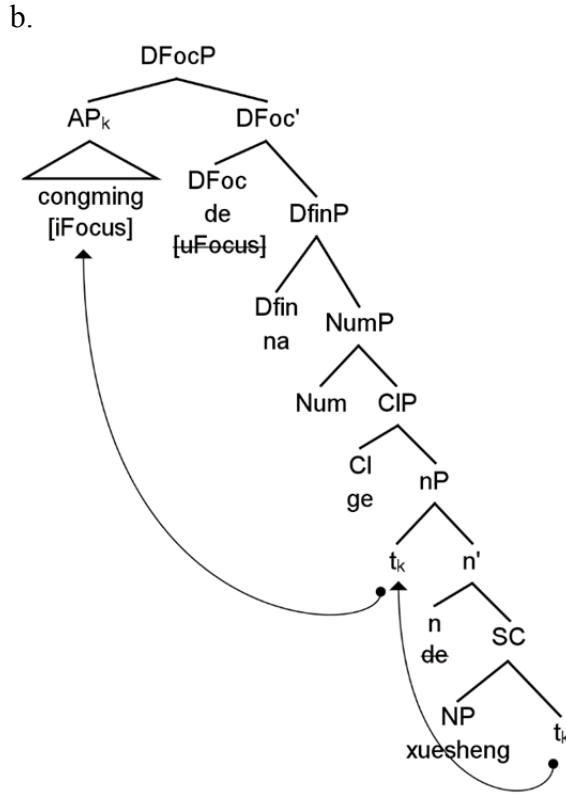 b.
DFocP
APₖ DFoc'
congming DFoc
[iFocus] de DfinP
[uFocus]
Dfin NumP
na
Num ClP
Cl nP
ge
tₖ n'
n SC
de
NP tₖ
xuesheng